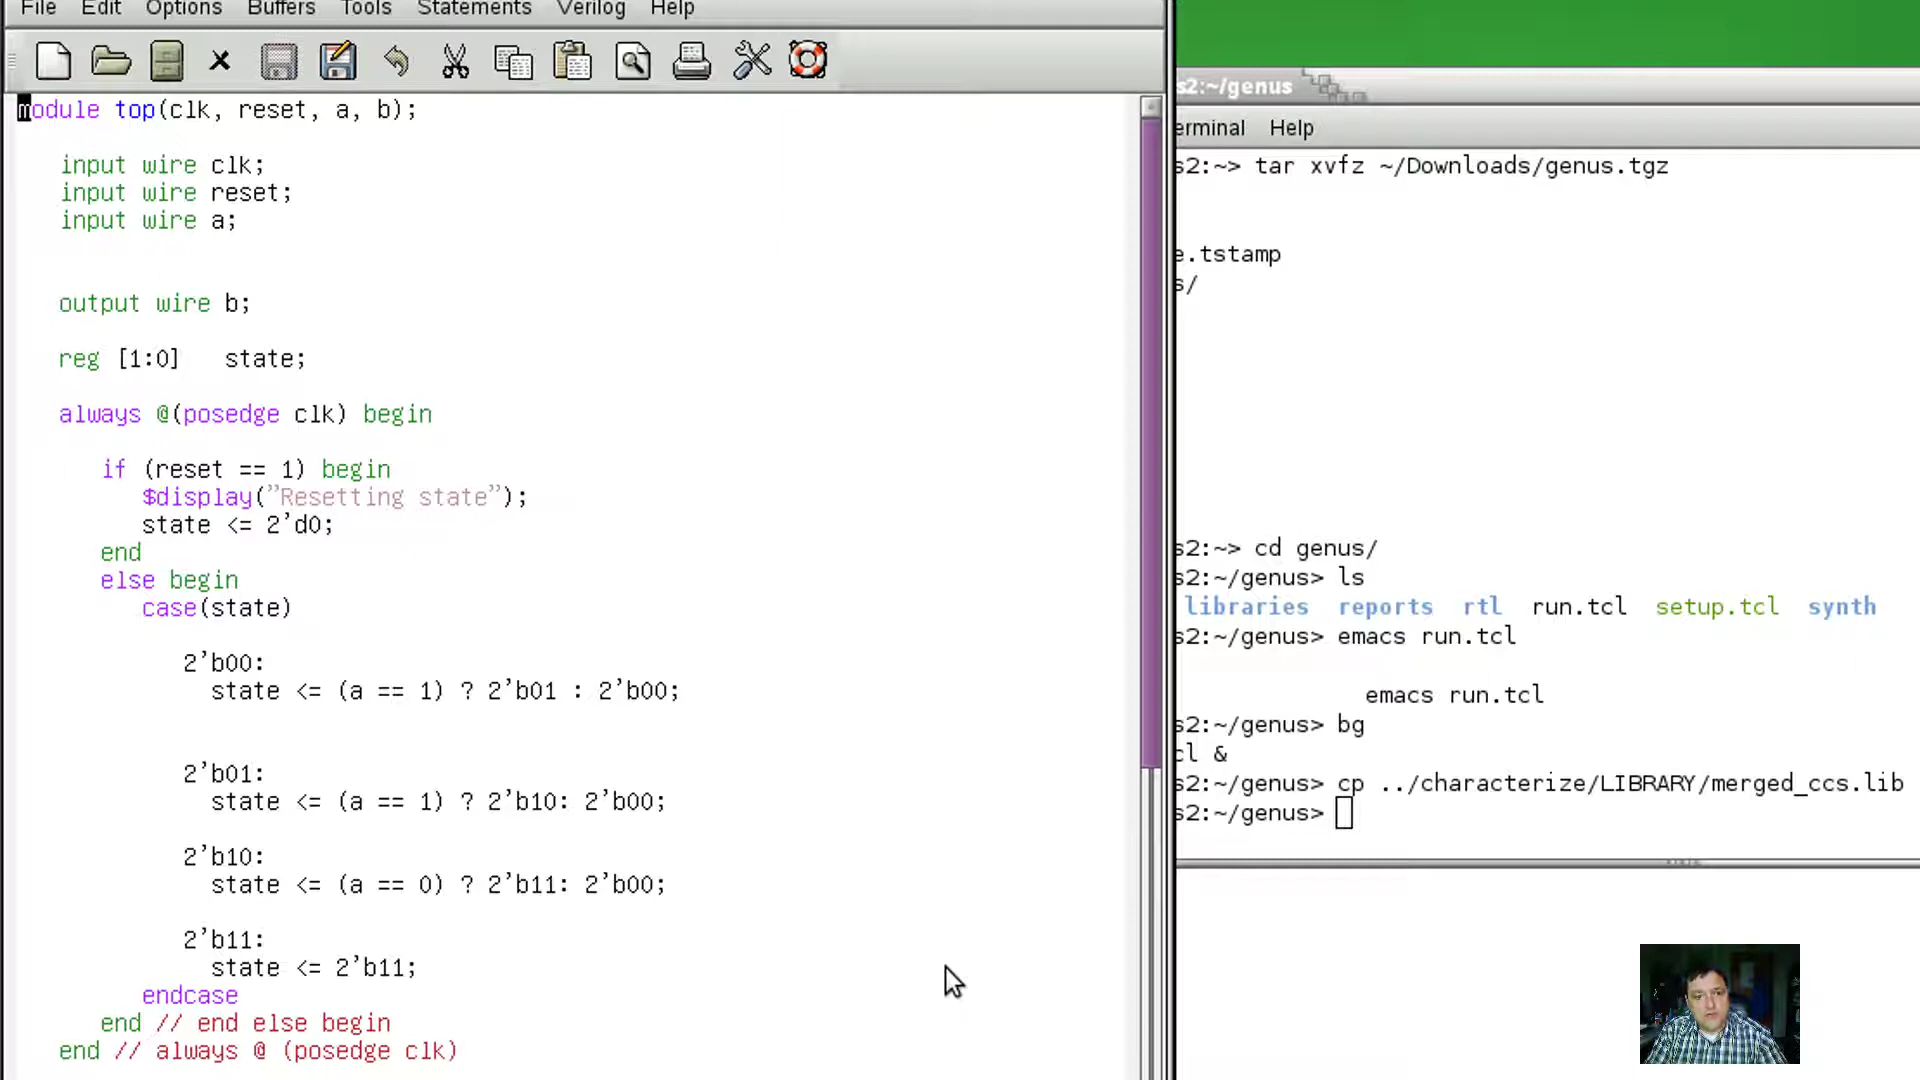 File Edit Options Buffers Tools Statements Verilog Help
module top(clk, reset, a, b);
input wire clk;
input wire reset;
input wire a;
output wire b;
reg [1:0] state;
always @(posedge clk) begin
if (reset == 1) begin
$display("Resetting state");
state <= 2'd0;
end
else begin
case(state)
2'b00:
state <= (a == 1) ? 2'b01 : 2'b00;
2'b01:
state <= (a == 1) ? 2'b10: 2'b00;
2'b10:
state <= (a == 0) ? 2'b11: 2'b00;
2'b11:
state <= 2'b11;
endcase
end // end else begin
end // always @ (posedge clk)
s2:~/genus
erminal Help
s2:~> tar xvfz ~/Downloads/genus.tgz
e.tstamp
s/
s2:~> cd genus/
s2:~/genus> ls
libraries reports rtl run.tcl setup.tcl synth
s2:~/genus> emacs run.tcl
emacs run.tcl
s2:~/genus> bg
cl &
s2:~/genus> cp ../characterize/LIBRARY/merged_ccs.lib
s2:~/genus>